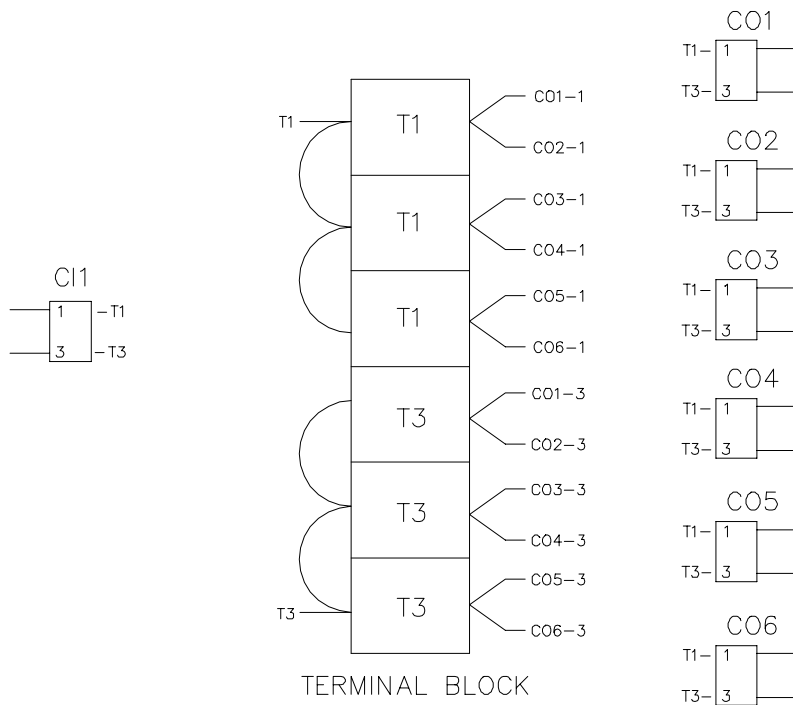 CI1
1 -T1
3 -T3
T1
T1
CO1-1
CO2-1
T1
CO3-1
CO4-1
T1
CO5-1
CO6-1
T3
CO1-3
CO2-3
T3
CO3-3
CO4-3
T3
T3
CO5-3
CO6-3
TERMINAL BLOCK
CO1
T1- 1
T3- 3
CO2
T1- 1
T3- 3
CO3
T1- 1
T3- 3
CO4
T1- 1
T3- 3
CO5
T1- 1
T3- 3
CO6
T1- 1
T3- 3